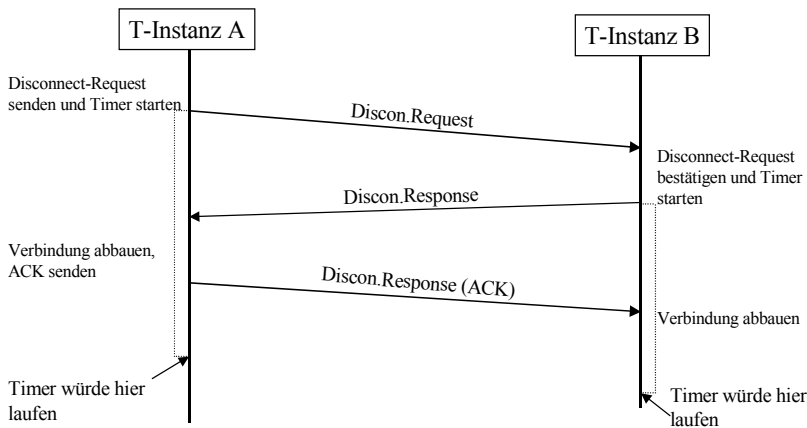 T-Instanz A
T-Instanz B
Disconnect-Request
senden und Timer starten
Discon.Request
Disconnect-Request
bestätigen und Timer
starten
Discon.Response
Verbindung abbauen,
ACK senden
Discon.Response (ACK)
Verbindung abbauen
Timer würde hier
laufen
Timer würde hier
laufen